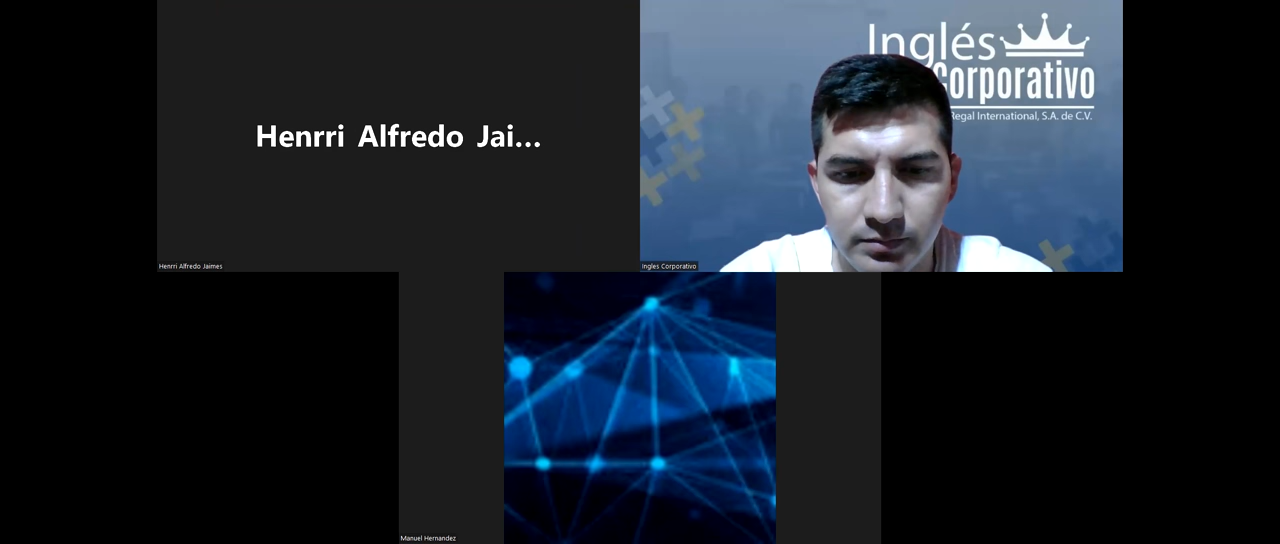 Henrri Alfredo Jai...
Henrri Alfredo Jaimes
Inglés
Corporativo
Regal International, S.A. de C.V.
Ingles Corporativo
Manuel Hernandez